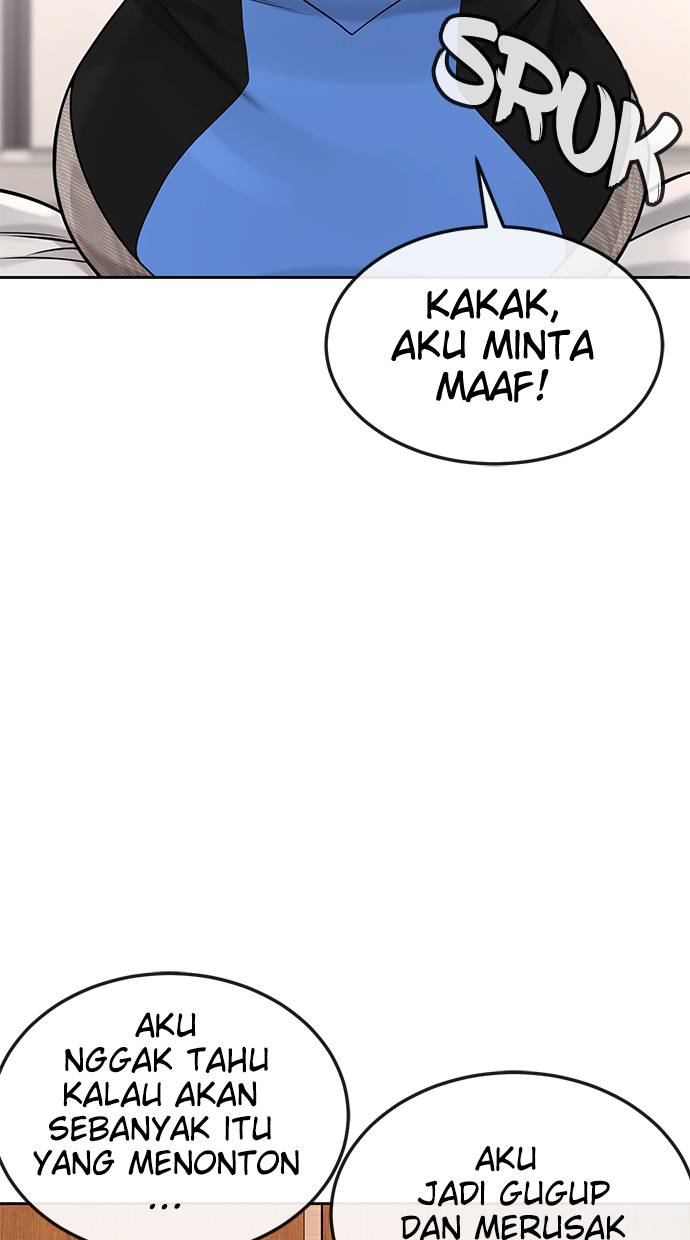 SRUK
KAKAK,
AKU MINTA
MAAF!
AKU
NGGAK TAHU
KALAU AKAN
SEBANYAK ITU
YANG MENONTON
...
AKU
JADI GUGUP
DAN MERUSAK